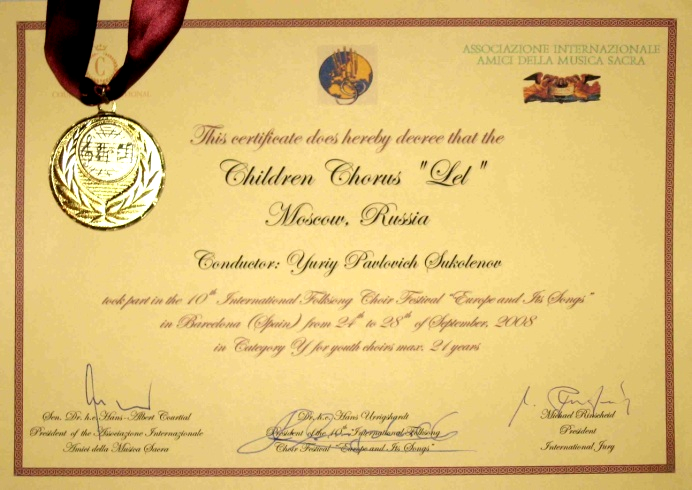 ASSOCIAZIONE INTERNAZIONALE
AMICI DELLA MUSICA SACRA
This certificate does hereby decree that the
Children Chorus "Lel"
Moscow, Russia
Conductor: Yuriy Pavlovich Sukolenov
took part in the 10th International Folksong Choir Festival "Europe and Its Songs"
in Barcelona (Spain) from 24th to 28th of September, 2008
in Category Y for youth choirs max. 21 years
Sen. Dr. h.c. Hans-Albert Courtial
President of the Associazione Internazionale
Amici della Musica Sacra
Dr. h.c. Hans
President of the 10th International Folksong
Choir Festival "Europe and Its Songs"
Michael Rinscheid
President
International Jury